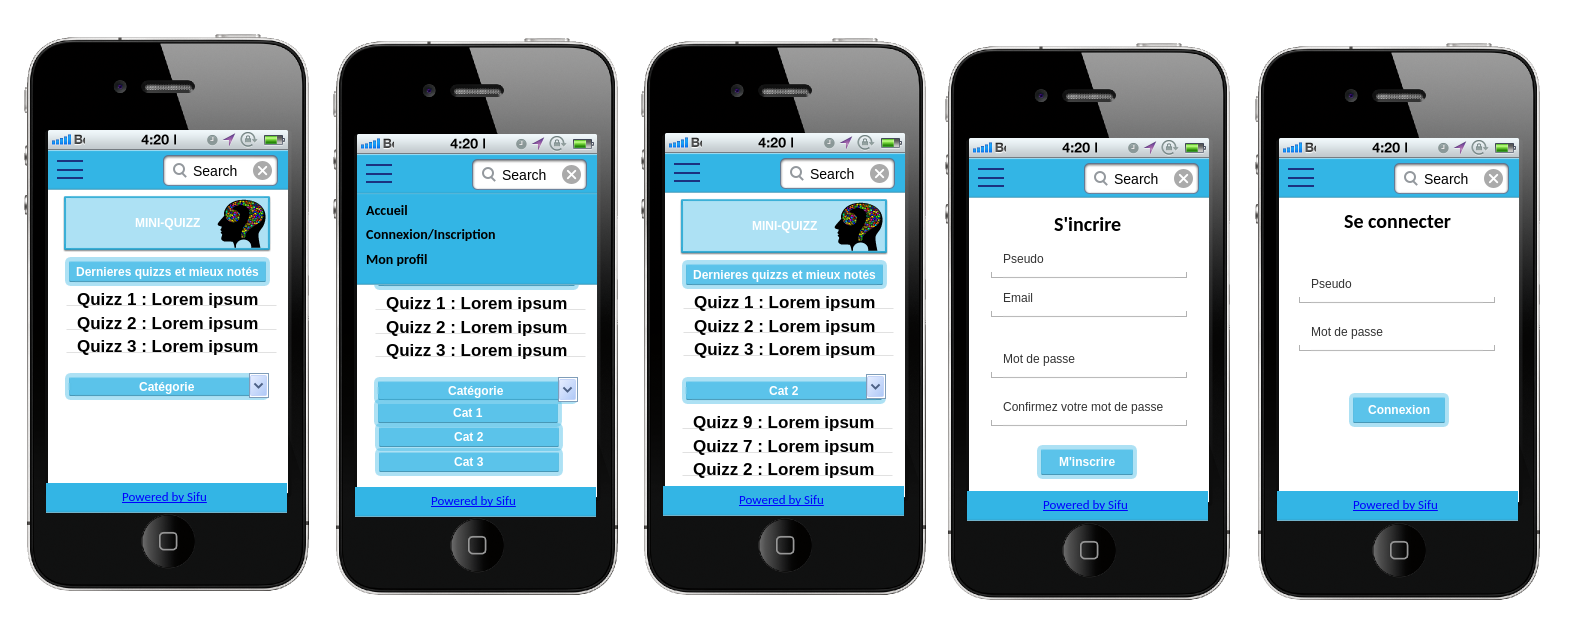 4:20
Search
MINI-QUIZZ
Dernieres quizzs et mieux notés
Quizz 1 : Lorem ipsum
Quizz 2 : Lorem ipsum
Quizz 3 : Lorem ipsum
Catégorie
Powered by Sifu
4:20
Search
Accueil
Connexion/Inscription
Mon profil
Quizz 1 : Lorem ipsum
Quizz 2 : Lorem ipsum
Quizz 3 : Lorem ipsum
Catégorie
Cat 1
Cat 2
Cat 3
Powered by Sifu
4:20
Search
MINI-QUIZZ
Dernieres quizzs et mieux notés
Quizz 1 : Lorem ipsum
Quizz 2 : Lorem ipsum
Quizz 3 : Lorem ipsum
Cat 2
Quizz 9 : Lorem ipsum
Quizz 7 : Lorem ipsum
Quizz 2 : Lorem ipsum
Powered by Sifu
4:20
Search
S'incrire
Pseudo
Email
Mot de passe
Confirmez votre mot de passe
M'inscrire
Powered by Sifu
4:20
Search
Se connecter
Pseudo
Mot de passe
Connexion
Powered by Sifu